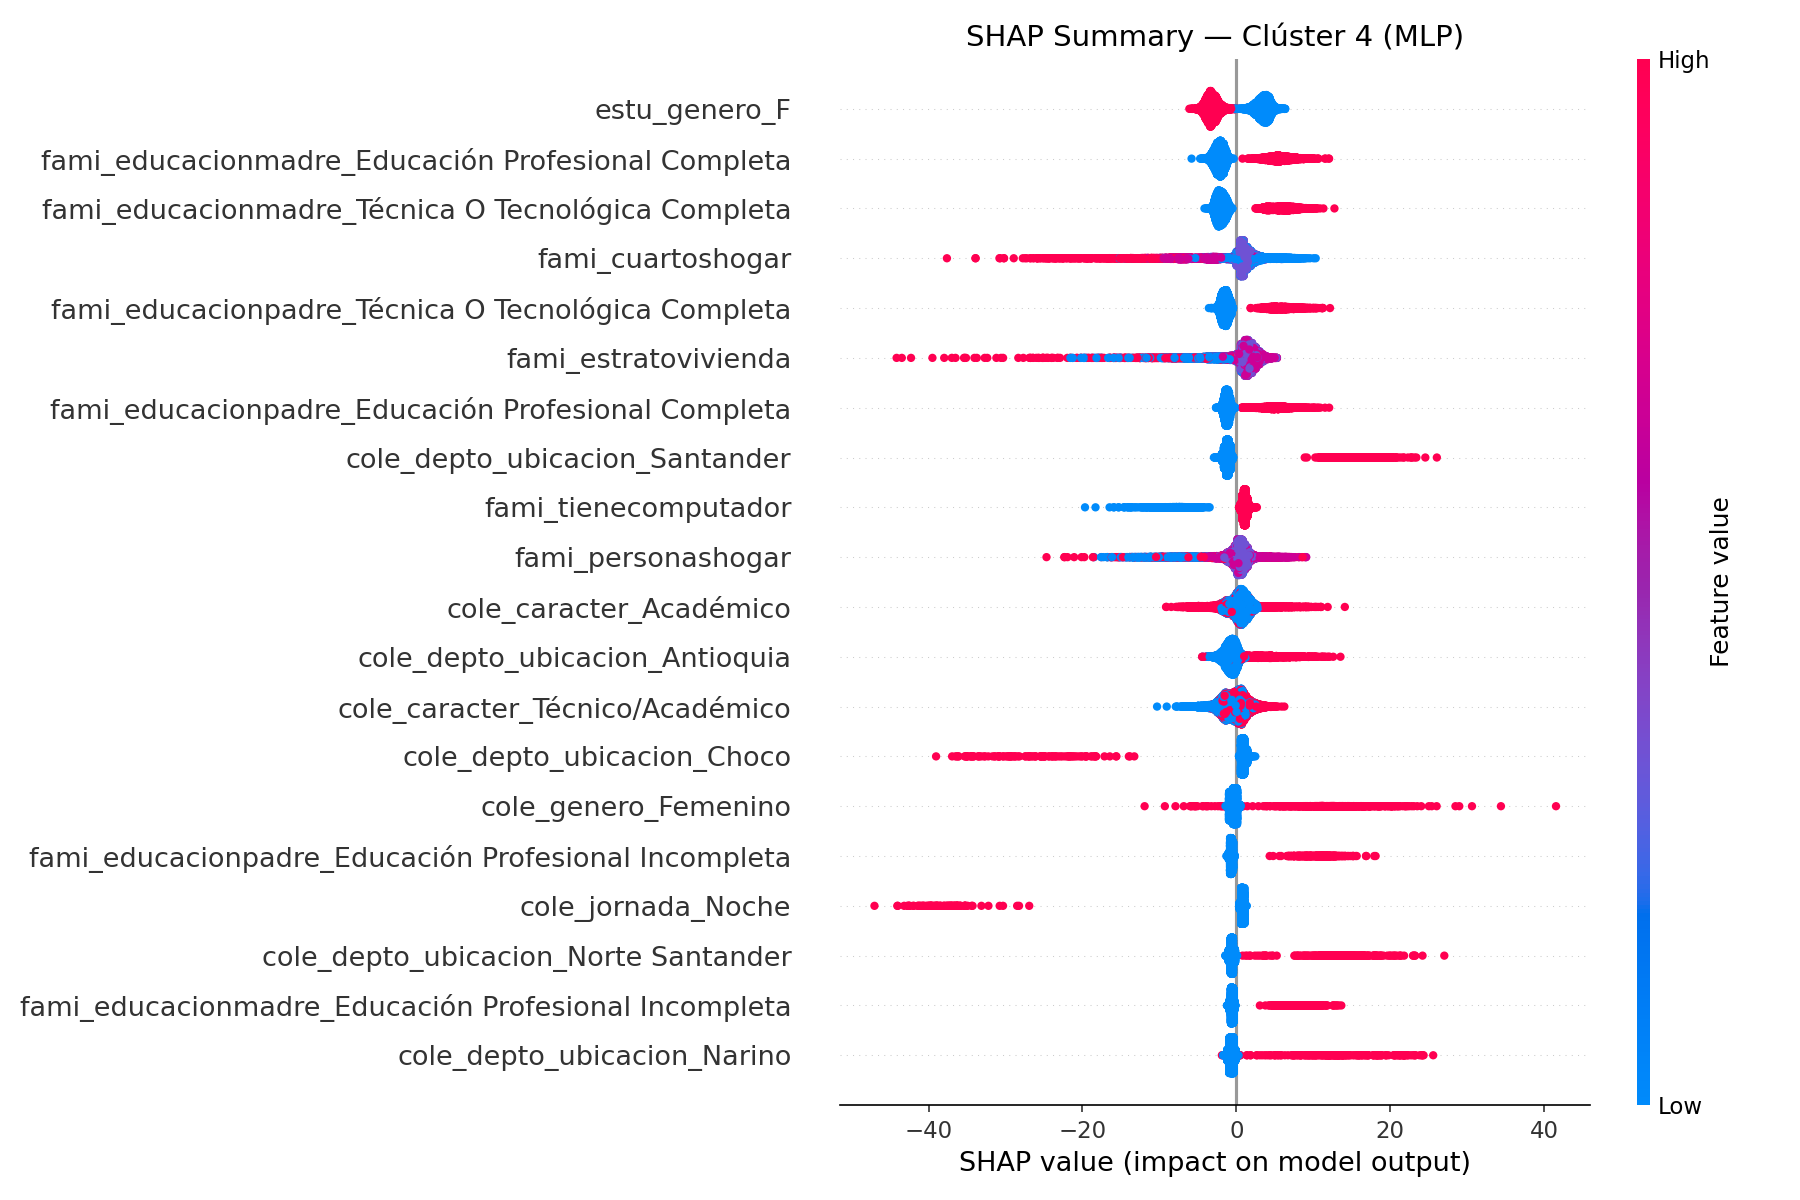 SHAP Summary — Clúster 4 (MLP)
High
estu_genero_F
fami_educacionmadre_Educación Profesional Completa
fami_educacionmadre_Técnica O Tecnológica Completa
fami_cuartoshogar
fami_educacionpadre_Técnica O Tecnológica Completa
fami_estratovivienda
fami_educacionpadre_Educación Profesional Completa
cole_depto_ubicacion_Santander
fami_tienecomputador
fami_personashogar
cole_caracter_Académico
cole_depto_ubicacion_Antioquia
cole_caracter_Técnico/Académico
cole_depto_ubicacion_Choco
cole_genero_Femenino
fami_educacionpadre_Educación Profesional Incompleta
cole_jornada_Noche
cole_depto_ubicacion_Norte Santander
fami_educacionmadre_Educación Profesional Incompleta
cole_depto_ubicacion_Narino
Feature value
Low
−40 −20 0 20 40
SHAP value (impact on model output)